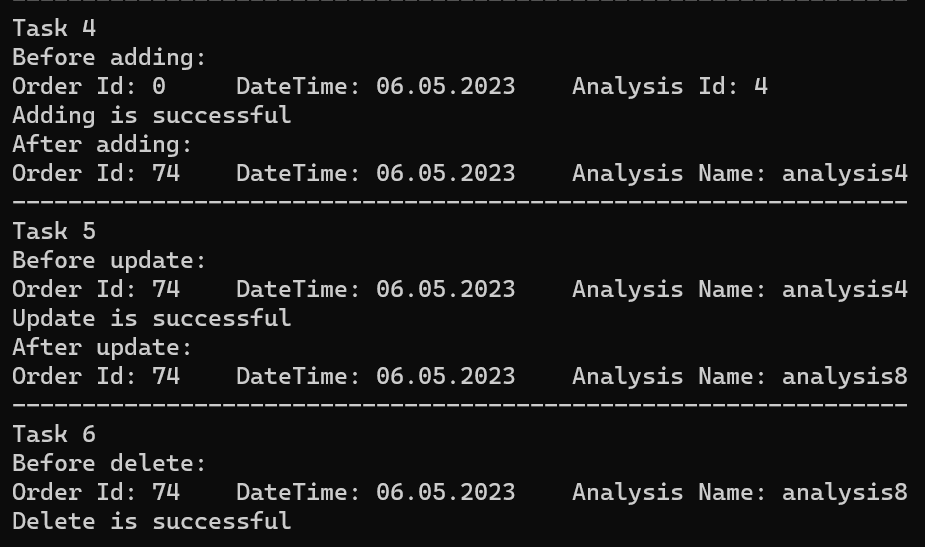 Task 4
Before adding:
Order Id: 0     DateTime: 06.05.2023    Analysis Id: 4
Adding is successful
After adding:
Order Id: 74    DateTime: 06.05.2023    Analysis Name: analysis4
----------------------------------------------------------------
Task 5
Before update:
Order Id: 74    DateTime: 06.05.2023    Analysis Name: analysis4
Update is successful
After update:
Order Id: 74    DateTime: 06.05.2023    Analysis Name: analysis8
----------------------------------------------------------------
Task 6
Before delete:
Order Id: 74    DateTime: 06.05.2023    Analysis Name: analysis8
Delete is successful